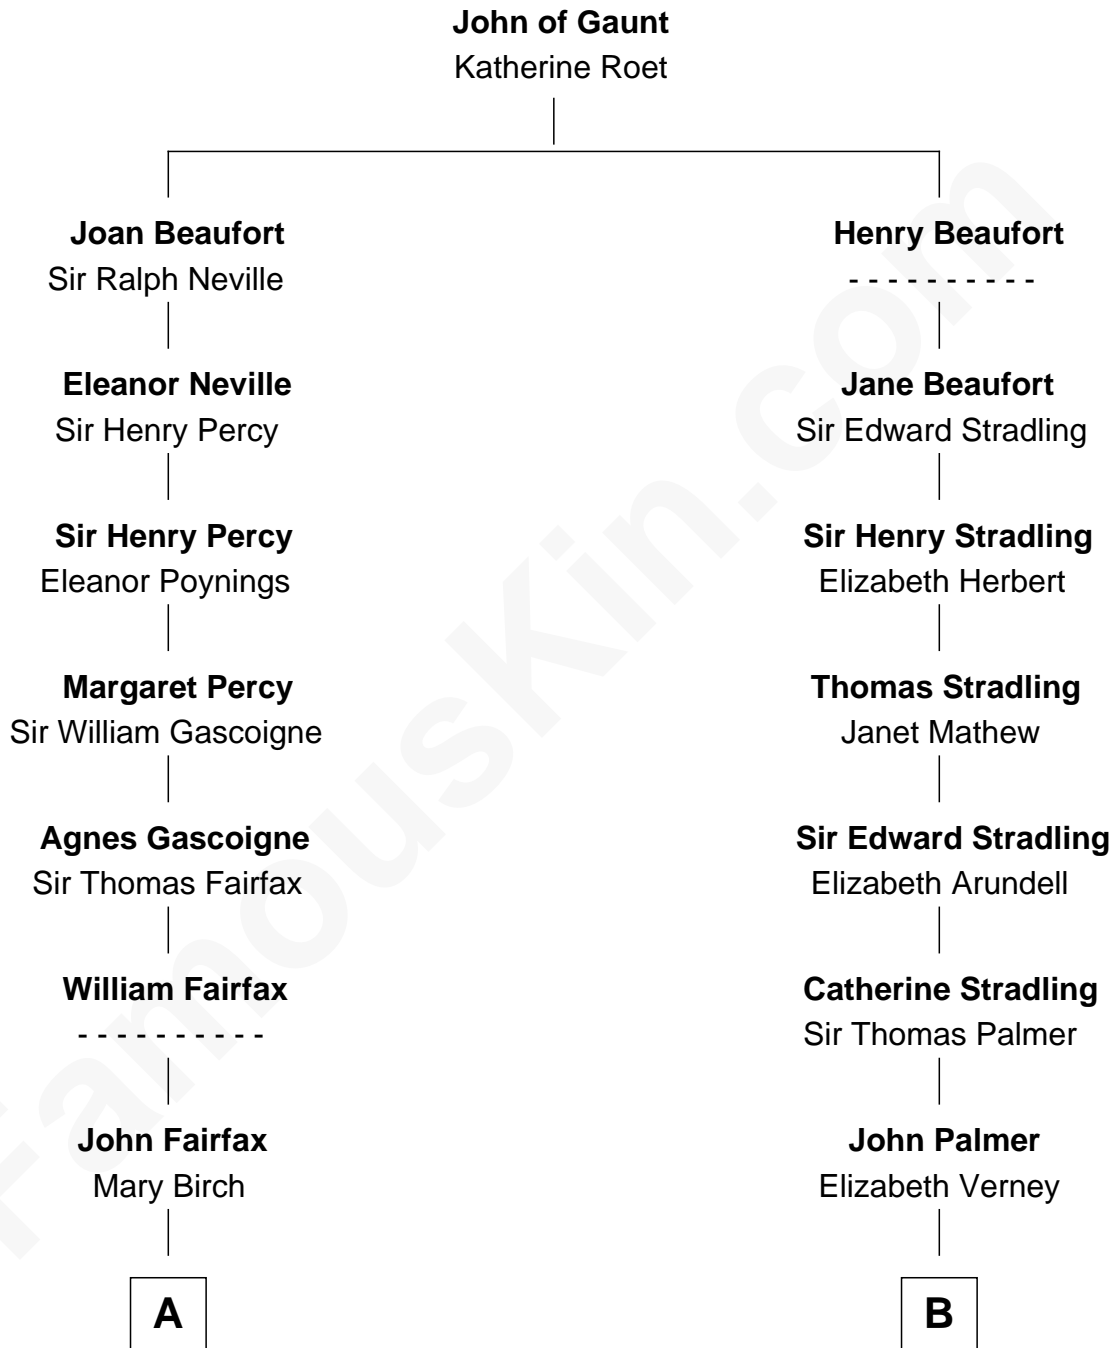 John of Gaunt
Katherine Roet
Joan Beaufort
Sir Ralph Neville
Eleanor Neville
Sir Henry Percy
Sir Henry Percy
Eleanor Poynings
Margaret Percy
Sir William Gascoigne
Agnes Gascoigne
Sir Thomas Fairfax
William Fairfax
- - - - - - - - - -
John Fairfax
Mary Birch
A
Henry Beaufort
- - - - - - - - - -
Jane Beaufort
Sir Edward Stradling
Sir Henry Stradling
Elizabeth Herbert
Thomas Stradling
Janet Mathew
Sir Edward Stradling
Elizabeth Arundell
Catherine Stradling
Sir Thomas Palmer
John Palmer
Elizabeth Verney
B
FamousKin.com